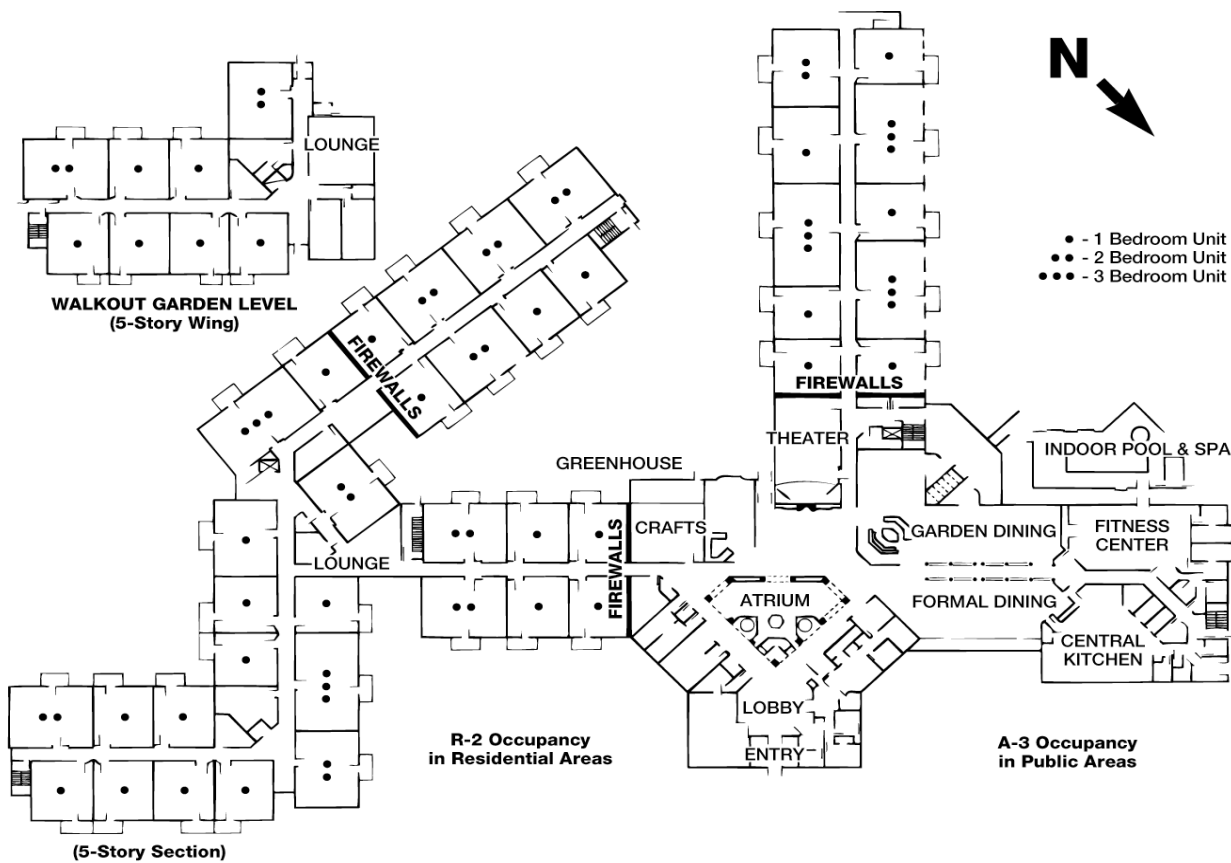 N
LOUNGE
WALKOUT GARDEN LEVEL
(5-Story Wing)
- 1 Bedroom Unit
- 2 Bedroom Unit
- 3 Bedroom Unit
FIREWALLS
FIREWALLS
FIREWALLS
THEATER
INDOOR POOL & SPA
GREENHOUSE
CRAFTS
GARDEN DINING
FITNESS
CENTER
LOUNGE
FIREWALLS
ATRIUM
FORMAL DINING
CENTRAL
KITCHEN
LOBBY
ENTRY
R-2 Occupancy
in Residential Areas
A-3 Occupancy
in Public Areas
(5-Story Section)